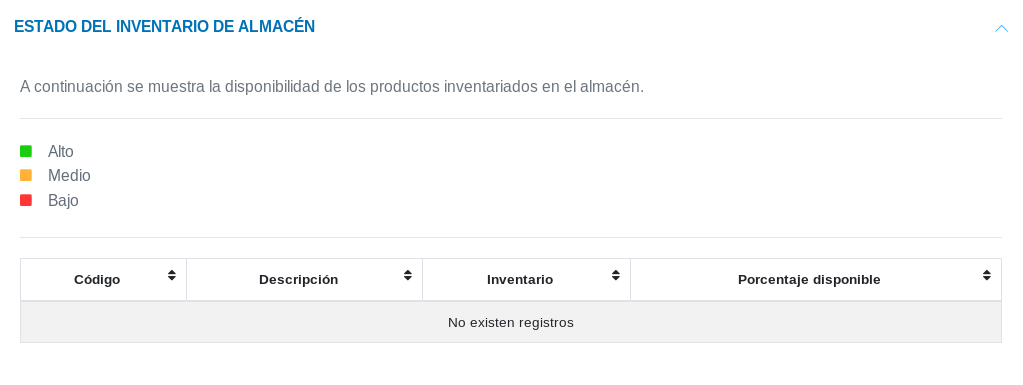 ESTADO DEL INVENTARIO DE ALMACÉN
A continuación se muestra la disponibilidad de los productos inventariados en el almacén.
Alto
Medio
Bajo
Código Descripción Inventario Porcentaje disponible
No existen registros